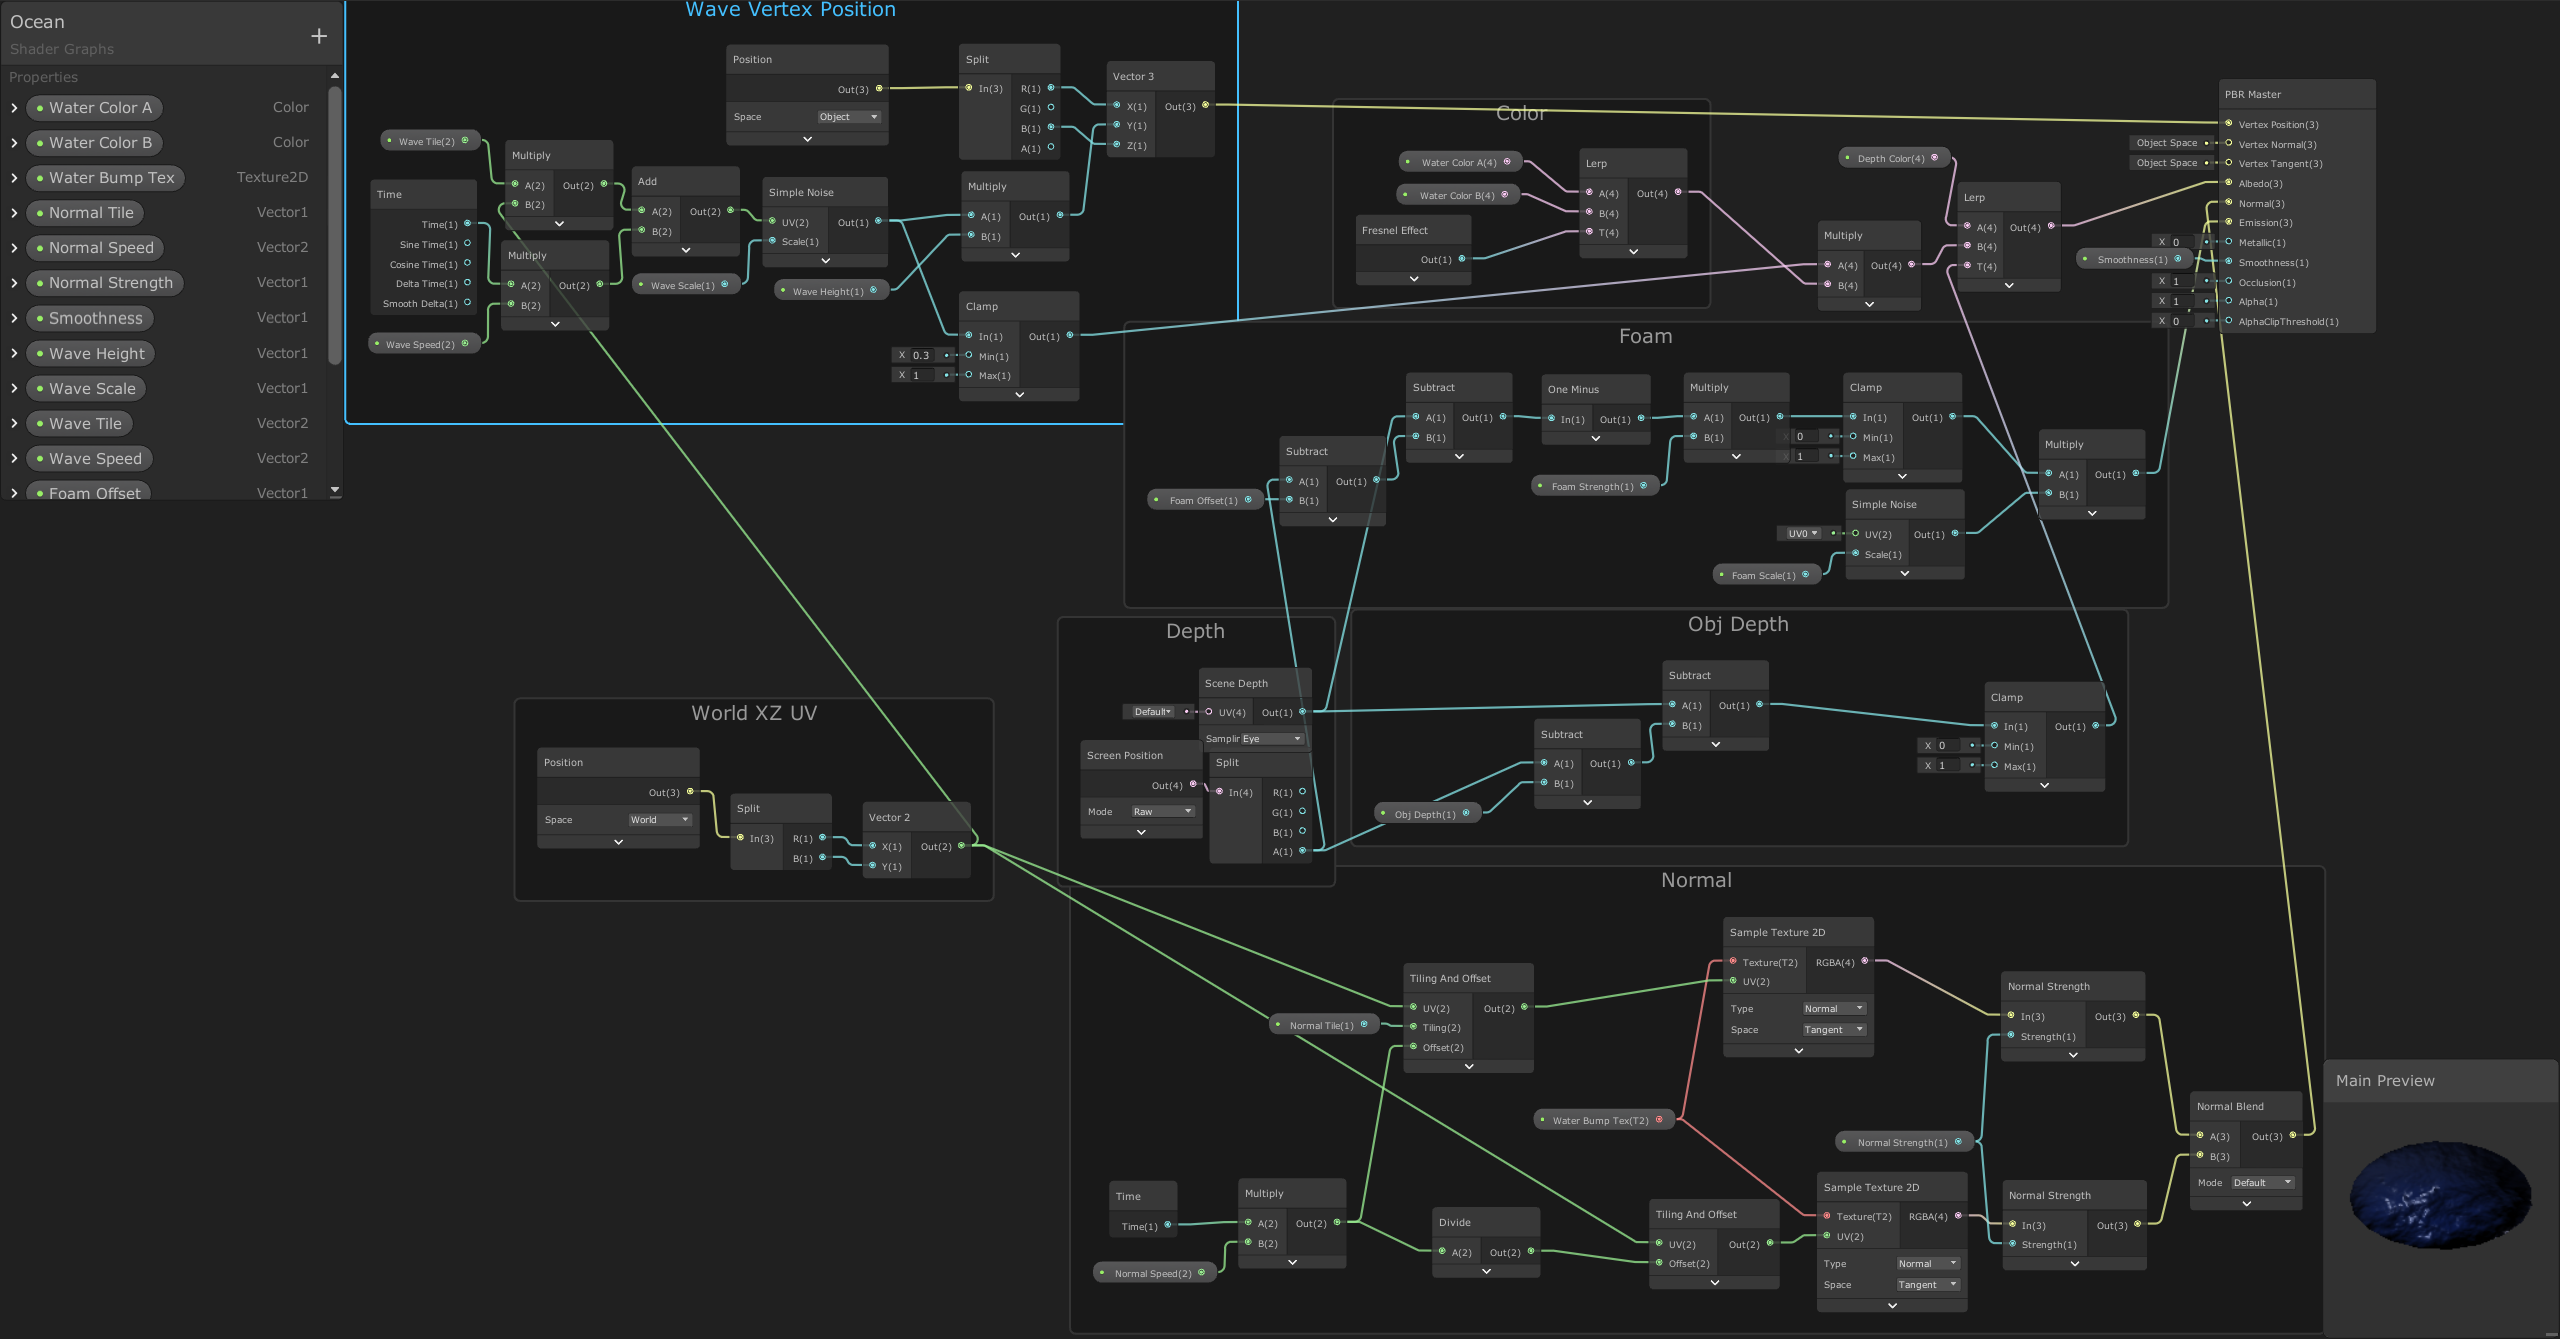 Ocean
Shader Graphs
Properties
Water Color A Color
Water Color B Color
Water Bump Tex Texture2D
Normal Tile Vector1
Normal Speed Vector2
Normal Strength Vector1
Smoothness Vector1
Wave Height Vector1
Wave Scale Vector1
Wave Tile Vector2
Wave Speed Vector2
Foam Offset Vector1
Wave Vertex Position
Wave Tile(2)
Time
Time(1)
Sine Time(1)
Cosine Time(1)
Delta Time(1)
Smooth Delta(1)
Wave Speed(2)
Multiply
A(2) Out(2)
B(2)
Multiply
A(2) Out(2)
B(2)
Add
A(2) Out(2)
B(2)
Wave Scale(1)
Position
Out(3)
Space Object
Simple Noise
UV(2) Out(1)
Scale(1)
Wave Height(1)
Split
In(3) R(1)
G(1)
B(1)
A(1)
Vector 3
X(1) Out(3)
Y(1)
Z(1)
Multiply
A(1) Out(1)
B(1)
Clamp
In(1) Out(1)
X 0.3 Min(1)
X 1 Max(1)
Color
Water Color A(4)
Water Color B(4)
Fresnel Effect
Out(1)
Lerp
A(4) Out(4)
B(4)
T(4)
Multiply
A(4) Out(4)
B(4)
Depth Color(4)
Lerp
A(4) Out(4)
B(4)
T(4)
PBR Master
Vertex Position(3)
Object Space Vertex Normal(3)
Object Space Vertex Tangent(3)
Albedo(3)
Normal(3)
Emission(3)
X 0 Metallic(1)
Smoothness(1) Smoothness(1)
X 1 Occlusion(1)
X 1 Alpha(1)
X 0 AlphaClipThreshold(1)
Foam
Foam Offset(1)
Subtract
A(1) Out(1)
B(1)
Subtract
A(1) Out(1)
B(1)
One Minus
In(1) Out(1)
Foam Strength(1)
Multiply
A(1) Out(1)
B(1)
Clamp
In(1) Out(1)
X 0 Min(1)
X 1 Max(1)
Simple Noise
UV0 UV(2) Out(1)
Scale(1)
Foam Scale(1)
Multiply
A(1) Out(1)
B(1)
Depth
Scene Depth
Default UV(4) Out(1)
Samplin Eye
Screen Position
Out(4)
Mode Raw
Split
In(4) R(1)
G(1)
B(1)
A(1)
Obj Depth
Obj Depth(1)
Subtract
A(1) Out(1)
B(1)
Subtract
A(1) Out(1)
B(1)
Clamp
In(1) Out(1)
X 0 Min(1)
X 1 Max(1)
World XZ UV
Position
Out(3)
Space World
Split
In(3) R(1)
B(1)
Vector 2
X(1) Out(2)
Y(1)
Normal
Normal Tile(1)
Tiling And Offset
UV(2) Out(2)
Tiling(2)
Offset(2)
Sample Texture 2D
Texture(T2) RGBA(4)
UV(2)
Type Normal
Space Tangent
Water Bump Tex(T2)
Normal Strength
In(3) Out(3)
Strength(1)
Normal Strength(1)
Time
Time(1)
Normal Speed(2)
Multiply
A(2) Out(2)
B(2)
Divide
A(2) Out(2)
Tiling And Offset
UV(2) Out(2)
Offset(2)
Sample Texture 2D
Texture(T2) RGBA(4)
UV(2)
Type Normal
Space Tangent
Normal Strength
In(3) Out(3)
Strength(1)
Normal Blend
A(3) Out(3)
B(3)
Mode Default
Main Preview